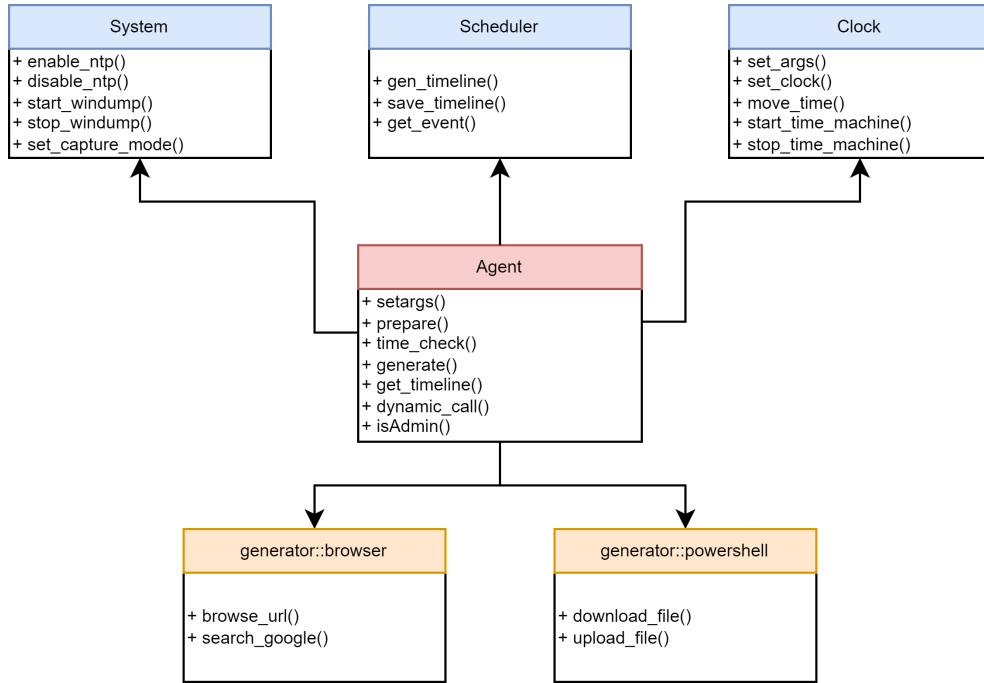 System
+ enable_ntp()
+ disable_ntp()
+ start_windump()
+ stop_windump()
+ set_capture_mode()
Scheduler
+ gen_timeline()
+ save_timeline()
+ get_event()
Clock
+ set_args()
+ set_clock()
+ move_time()
+ start_time_machine()
+ stop_time_machine()
Agent
+ setargs()
+ prepare()
+ time_check()
+ generate()
+ get_timeline()
+ dynamic_call()
+ isAdmin()
generator::browser
+ browse_url()
+ search_google()
generator::powershell
+ download_file()
+ upload_file()